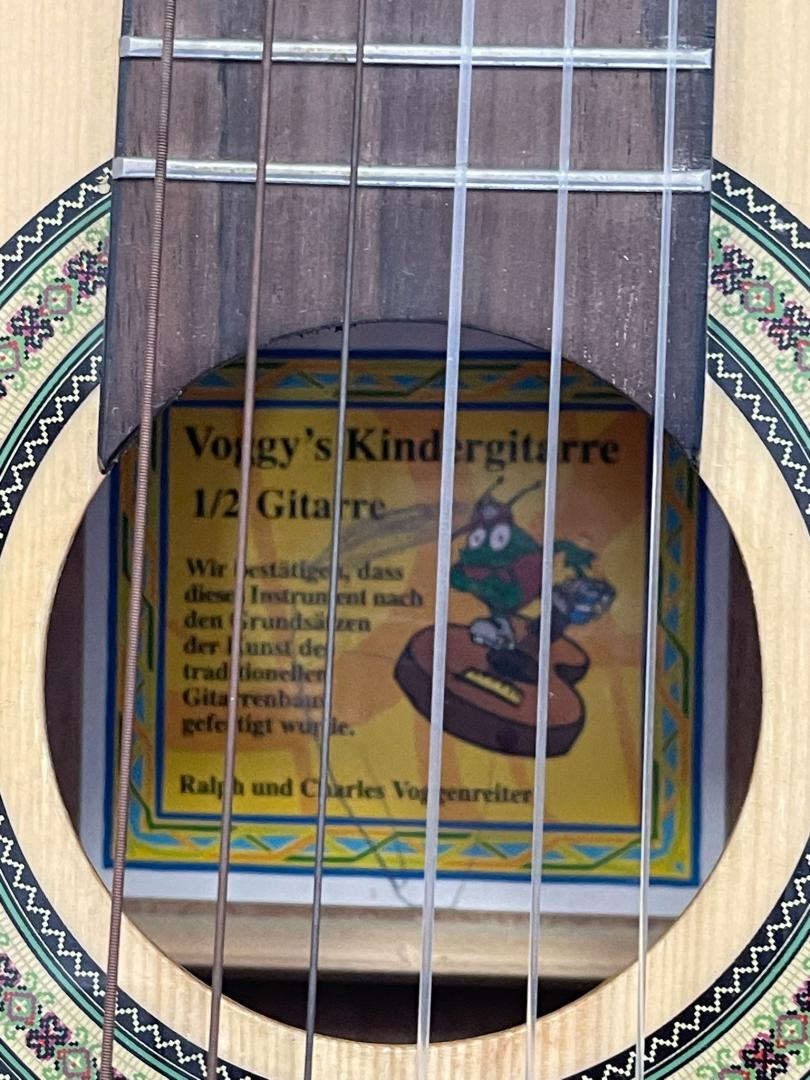 Voggy's Kindergitarre
1/2 Gitarre
Wir bestätigen, dass
dieses Instrument nach
den Grundsätzen
der Kunst des
traditionellen
Gitarrenbaus
gefertigt wurde.
Ralph und Charles Voggenreiter